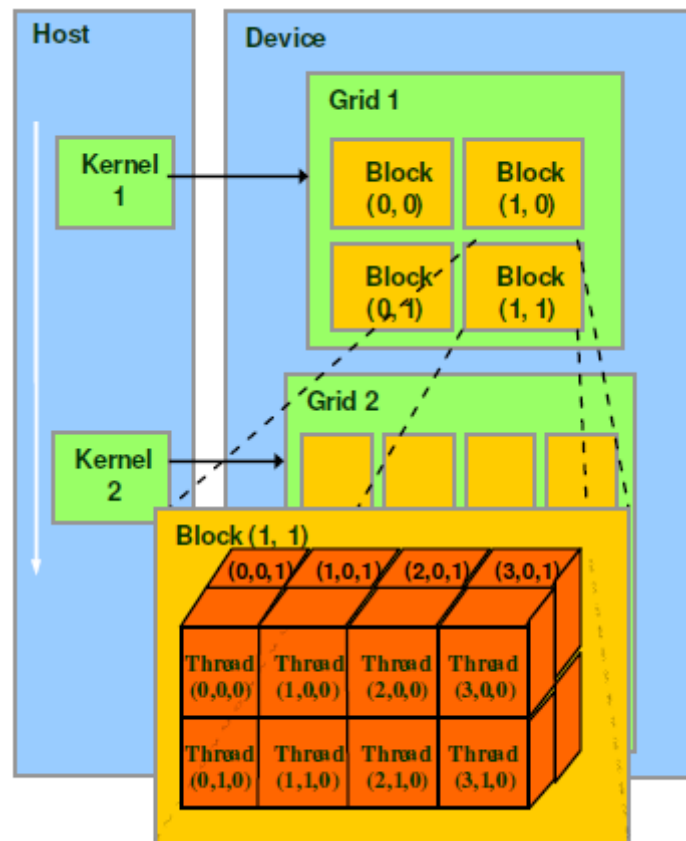 Host
Device
Grid 1
Kernel
1
Block
(0, 0)
Block
(1, 0)
Block
(0, 1)
Block
(1, 1)
Grid 2
Kernel
2
Block (1, 1)
(0,0,1)
(1,0,1)
(2,0,1)
(3,0,1)
Thread
(0,0,0)
Thread
(1,0,0)
Thread
(2,0,0)
Thread
(3,0,0)
Thread
(0,1,0)
Thread
(1,1,0)
Thread
(2,1,0)
Thread
(3,1,0)